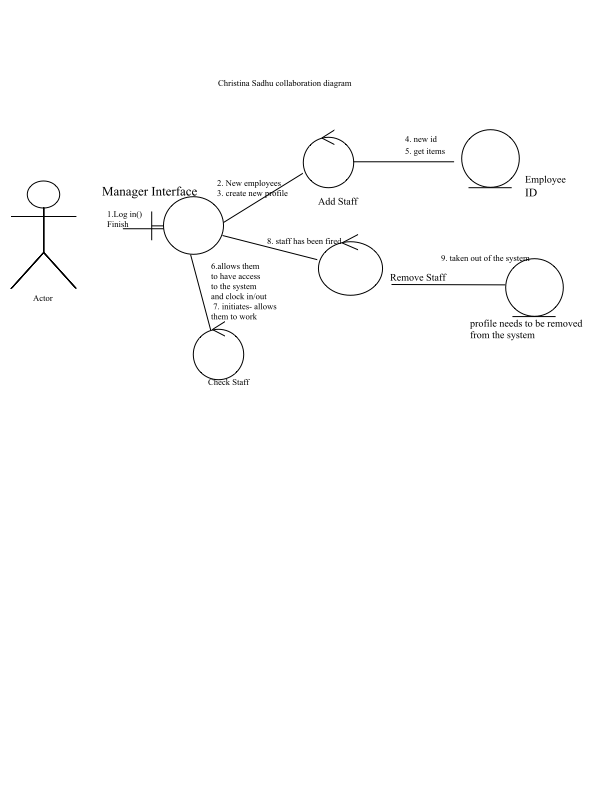 Christina Sadhu collaboration diagram
4. new id
5. get items
Employee
ID
2. New employees
3. create new profile
Manager Interface
Add Staff
1.Log in()
Finish
8. staff has been fired
9. taken out of the system
6.allows them
to have access
to the system
and clock in/out
7. initiates- allows
them to work
Remove Staff
Actor
profile needs to be removed
from the system
Check Staff